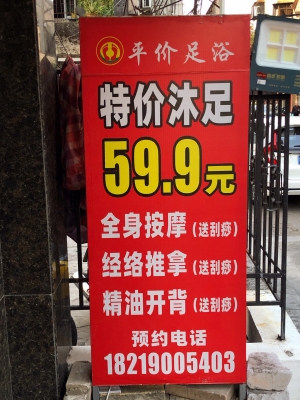 平价足浴
特价沐足
59.9元
全身按摩(送刮痧)
经络推拿(送刮痧)
精油开背(送刮痧)
预约电话
18219005403